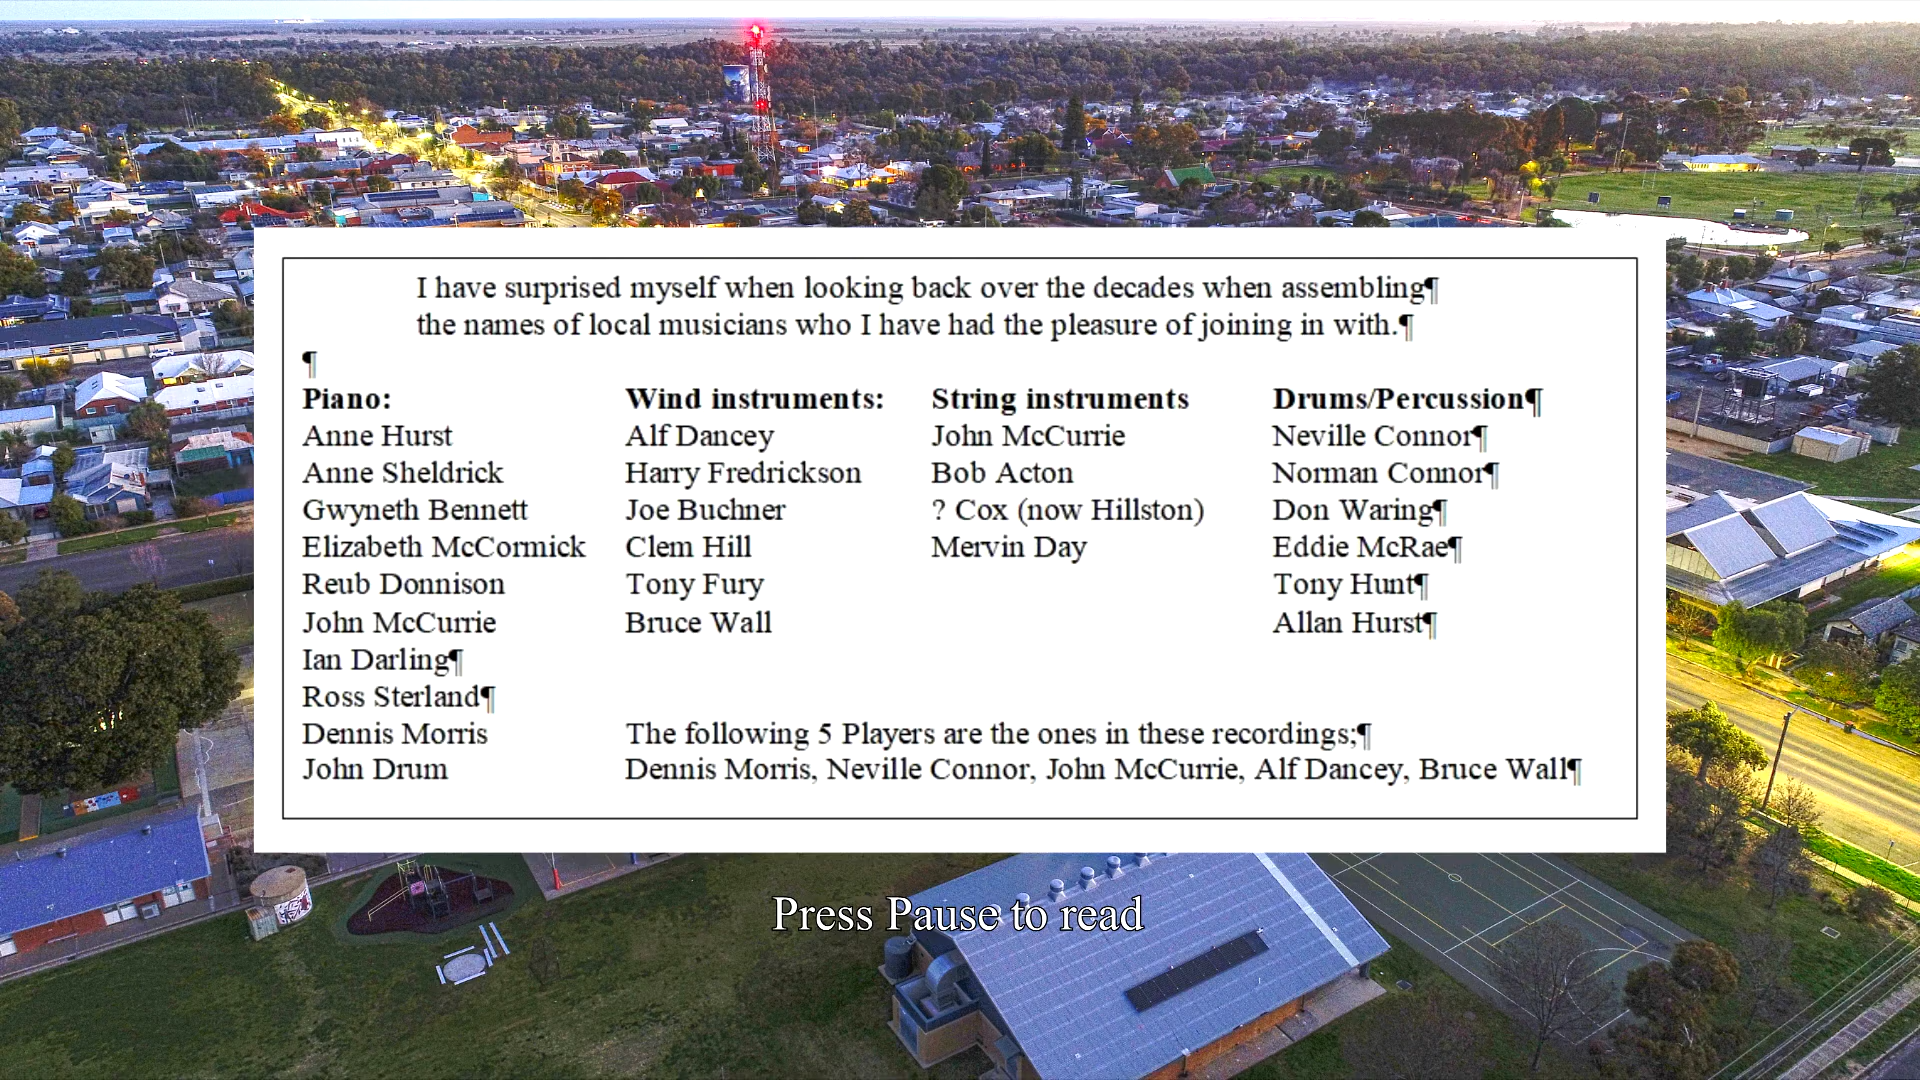 I have surprised myself when looking back over the decades when assembling¶
the names of local musicians who I have had the pleasure of joining in with.¶
¶
Piano: Wind instruments: String instruments Drums/Percussion¶
Anne Hurst Alf Dancey John McCurrie Neville Connor¶
Anne Sheldrick Harry Fredrickson Bob Acton Norman Connor¶
Gwyneth Bennett Joe Buchner ? Cox (now Hillston) Don Waring¶
Elizabeth McCormick Clem Hill Mervin Day Eddie McRae¶
Reub Donnison Tony Fury Tony Hunt¶
John McCurrie Bruce Wall Allan Hurst¶
Ian Darling¶
Ross Sterland¶
Dennis Morris The following 5 Players are the ones in these recordings;¶
John Drum Dennis Morris, Neville Connor, John McCurrie, Alf Dancey, Bruce Wall¶
Press Pause to read